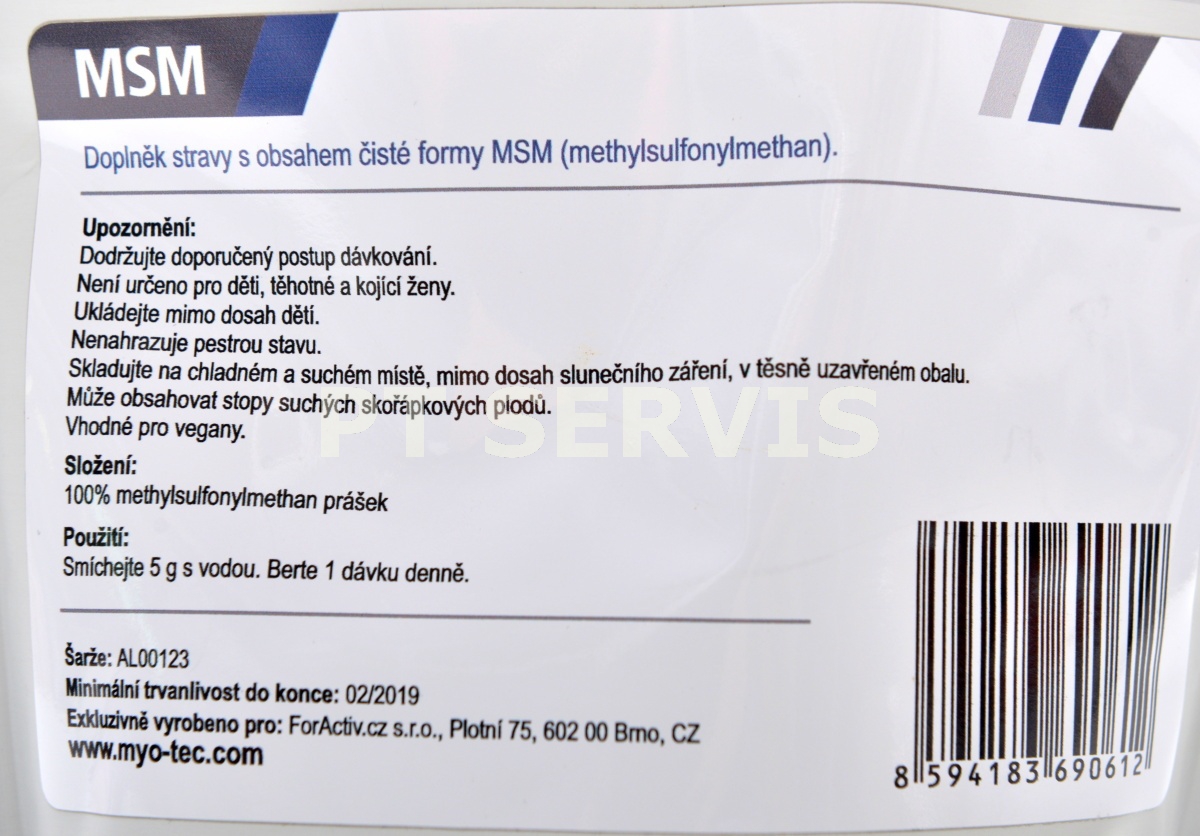 MSM
Doplněk stravy s obsahem čisté formy MSM (methylsulfonylmethan).
Upozornění:
Dodržujte doporučený postup dávkování.
Není určeno pro děti, těhotné a kojící ženy.
Ukládejte mimo dosah dětí.
Nenahrazuje pestrou stavu.
Skladujte na chladném a suchém místě, mimo dosah slunečního záření, v těsně uzavřeném obalu.
Může obsahovat stopy suchých skořápkových plodů.
Vhodné pro vegany.
PT SERVIS
Složení:
100% methylsulfonylmethan prášek
Použití:
Smíchejte 5 g s vodou. Berte 1 dávku denně.
Šarže: AL00123
Minimální trvanlivost do konce: 02/2019
Exkluzivně vyrobeno pro: ForActiv.cz s.r.o., Plotní 75, 602 00 Brno, CZ
www.myo-tec.com
8 594183 690612